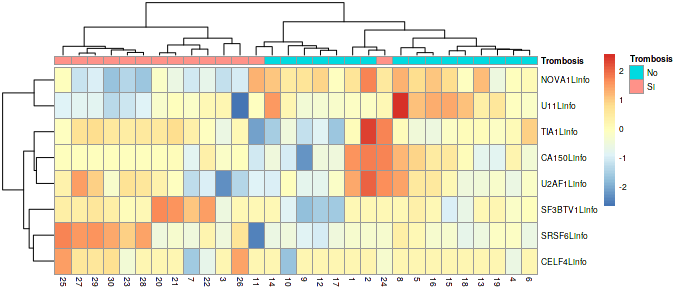 Trombosis
Trombosis
No
SI
2
1
0
-1
-2
NOVA1Linfo
U11Linfo
TIA1Linfo
CA150Linfo
U2AF1Linfo
SF3BTV1Linfo
SRSF6Linfo
CELF4Linfo
25 27 29 30 23 28 20 21 7 22 3 26 11 14 10 9 12 17 1 2 24 8 5 16 15 18 13 19 4 6